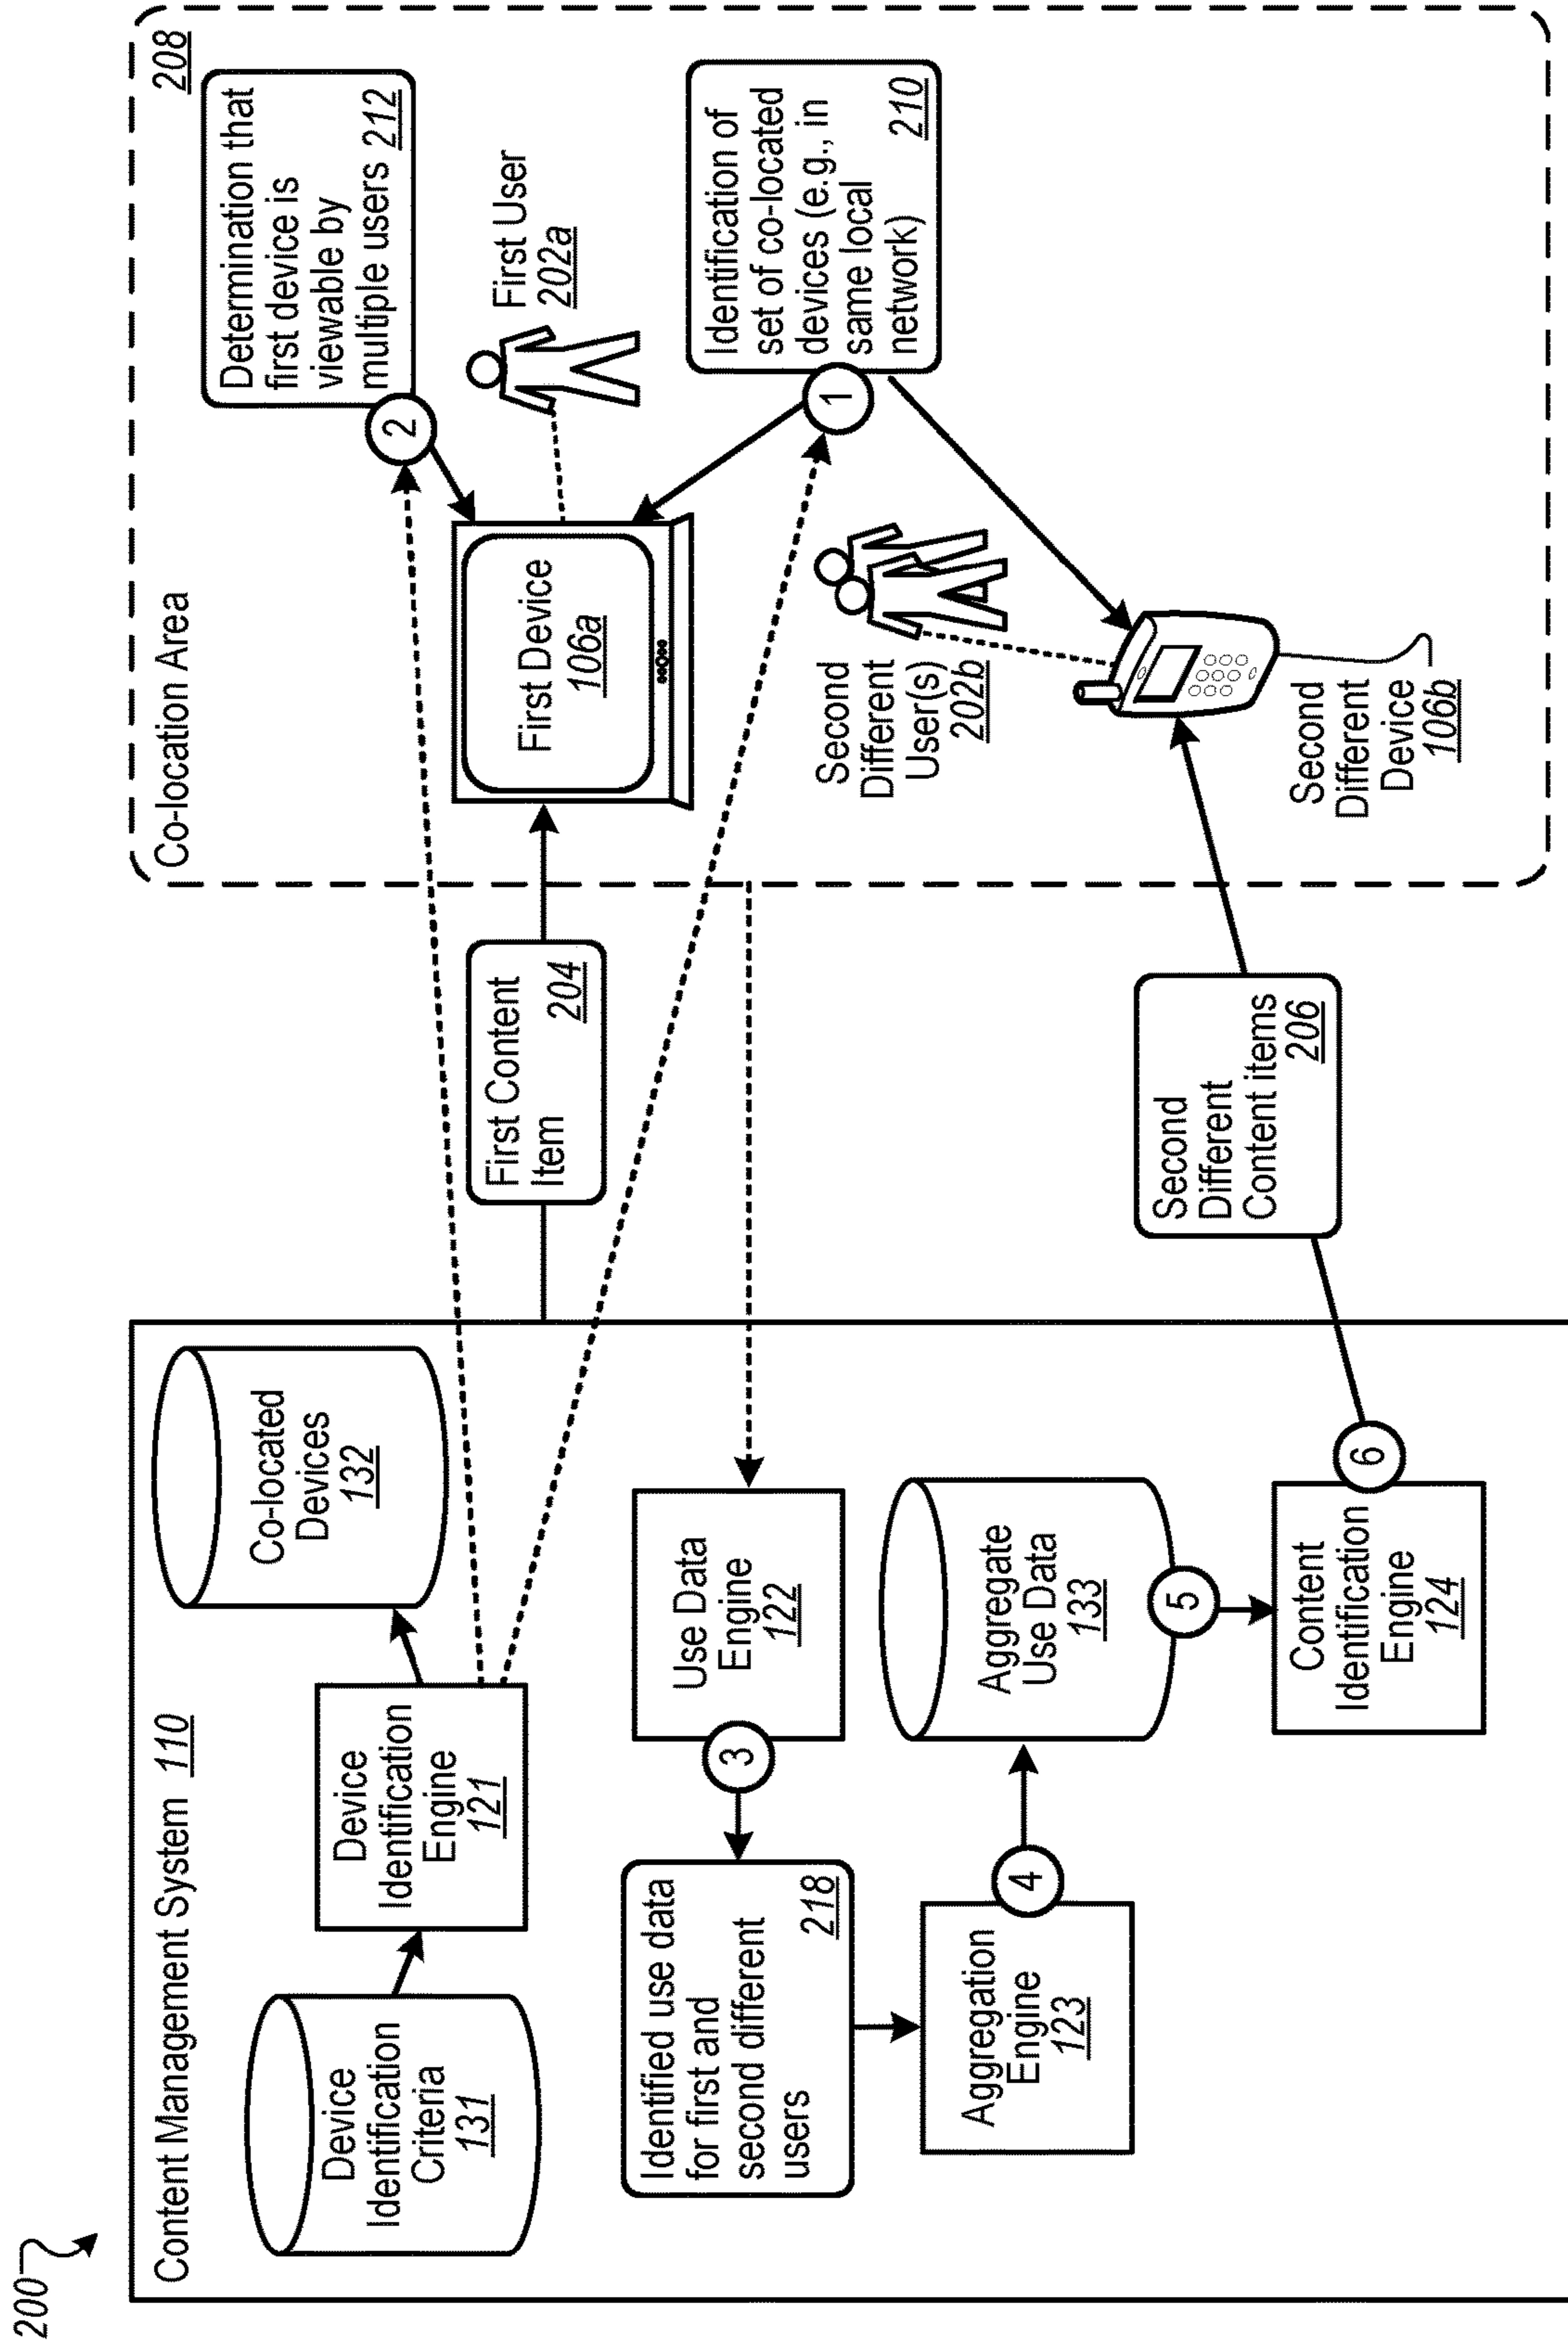 200
Content Management System 110
Device
Identification
Criteria
131
Device
Identification
Engine
121
Co-located
Devices
132
Identified use data
for first and
second different
users
218
3
Use Data
Engine
122
Aggregation
Engine
123
4
Aggregate
Use Data
133
5
Content
Identification
Engine
124
6
First Content
Item
204
Second
Different
Content items
206
Co-location Area
208
Determination that
first device is
viewable by
multiple users 212
2
First Device
106a
First User
202a
Identification of
set of co-located
devices (e.g., in
same local
network)
210
1
Second
Different
User(s)
202b
Second
Different
Device
106b